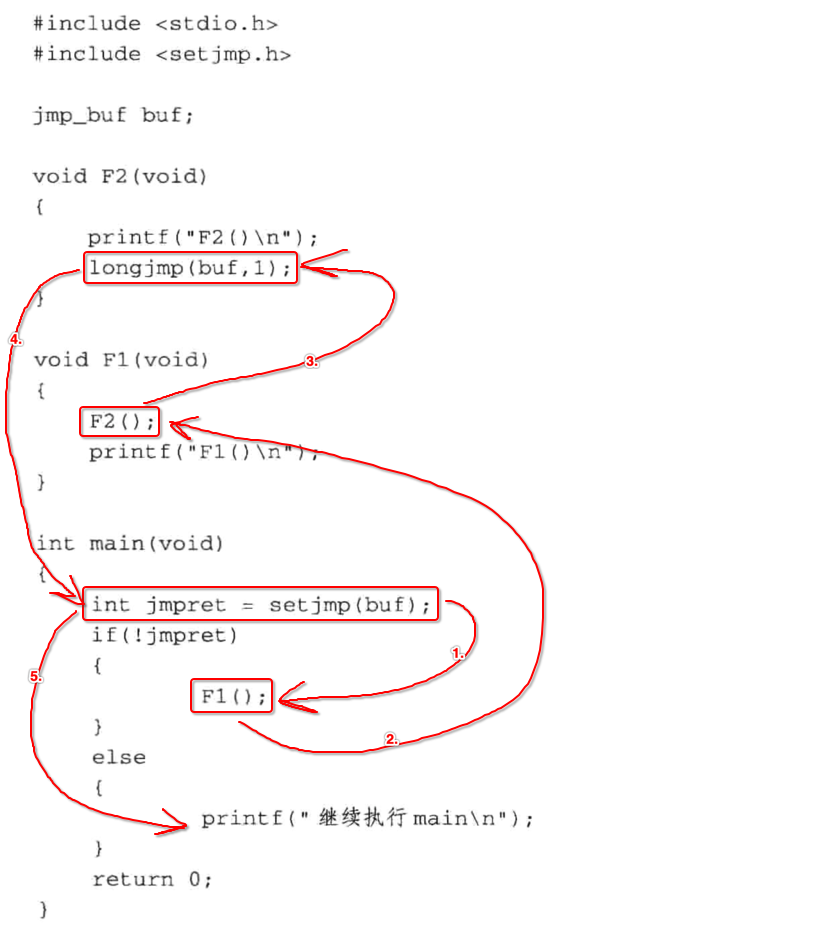 #include <stdio.h>
#include <setjmp.h>
jmp_buf buf;
void F2(void)
{
printf("F2()\n");
longjmp(buf,1);
}
4.
void F1(void)
3.
{
F2();
printf("F1()\n");
}
int main(void)
{
int jmpret = setjmp(buf);
if(!jmpret)
1.
{
5.
F1();
}
2.
else
{
printf(" 继续执行 main\n");
}
return 0;
}